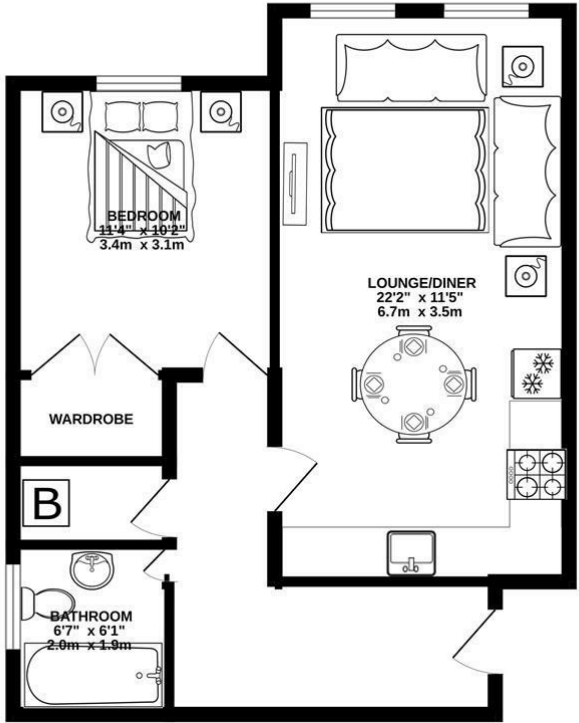 BEDROOM
11'4" x 10'2"
3.4m x 3.1m
LOUNGE/DINER
22'2" x 11'5"
6.7m x 3.5m
WARDROBE
B
BATHROOM
6'7" x 6'1"
2.0m x 1.9m